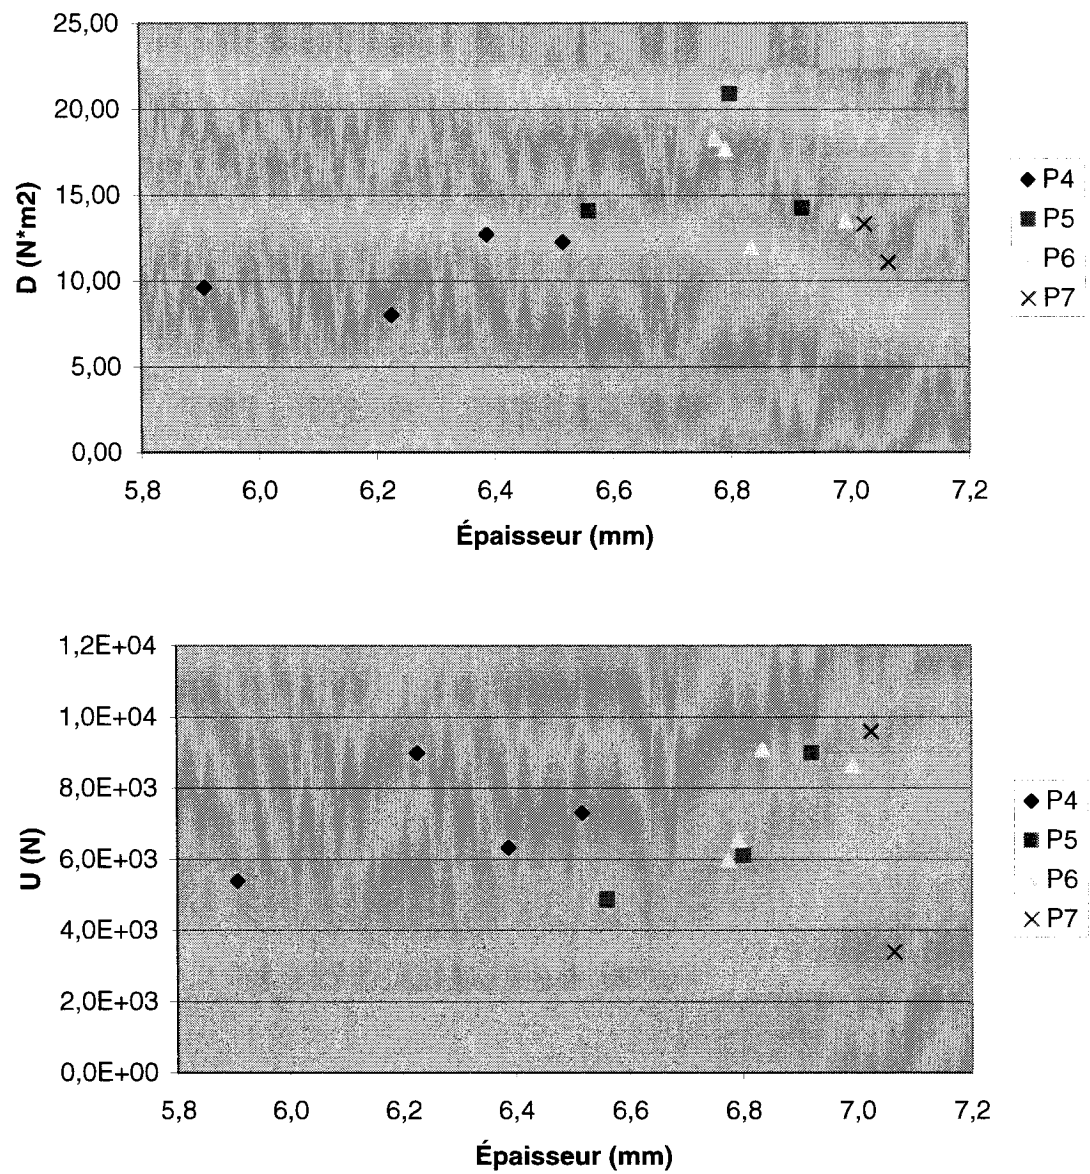 25,00
20,00
15,00
10,00
5,00
0,00
D (N*m2)
5,8 6,0 6,2 6,4 6,6 6,8 7,0 7,2
Épaisseur (mm)
P4
P5
P6
P7
1,2E+04
1,0E+04
8,0E+03
6,0E+03
4,0E+03
2,0E+03
0,0E+00
U (N)
5,8 6,0 6,2 6,4 6,6 6,8 7,0 7,2
Épaisseur (mm)
P4
P5
P6
P7